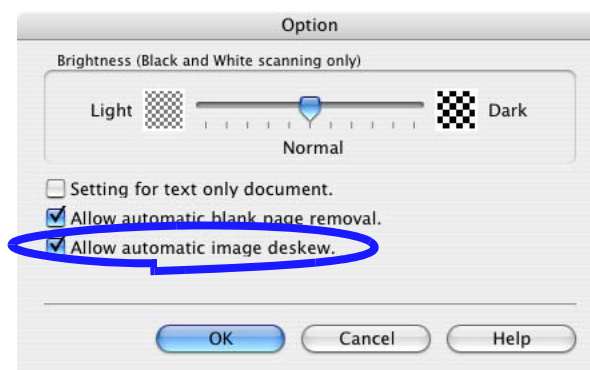 Option
Brightness (Black and White scanning only)
Light Dark
Normal
Setting for text only document.
Allow automatic blank page removal.
Allow automatic image deskew.
OK Cancel Help